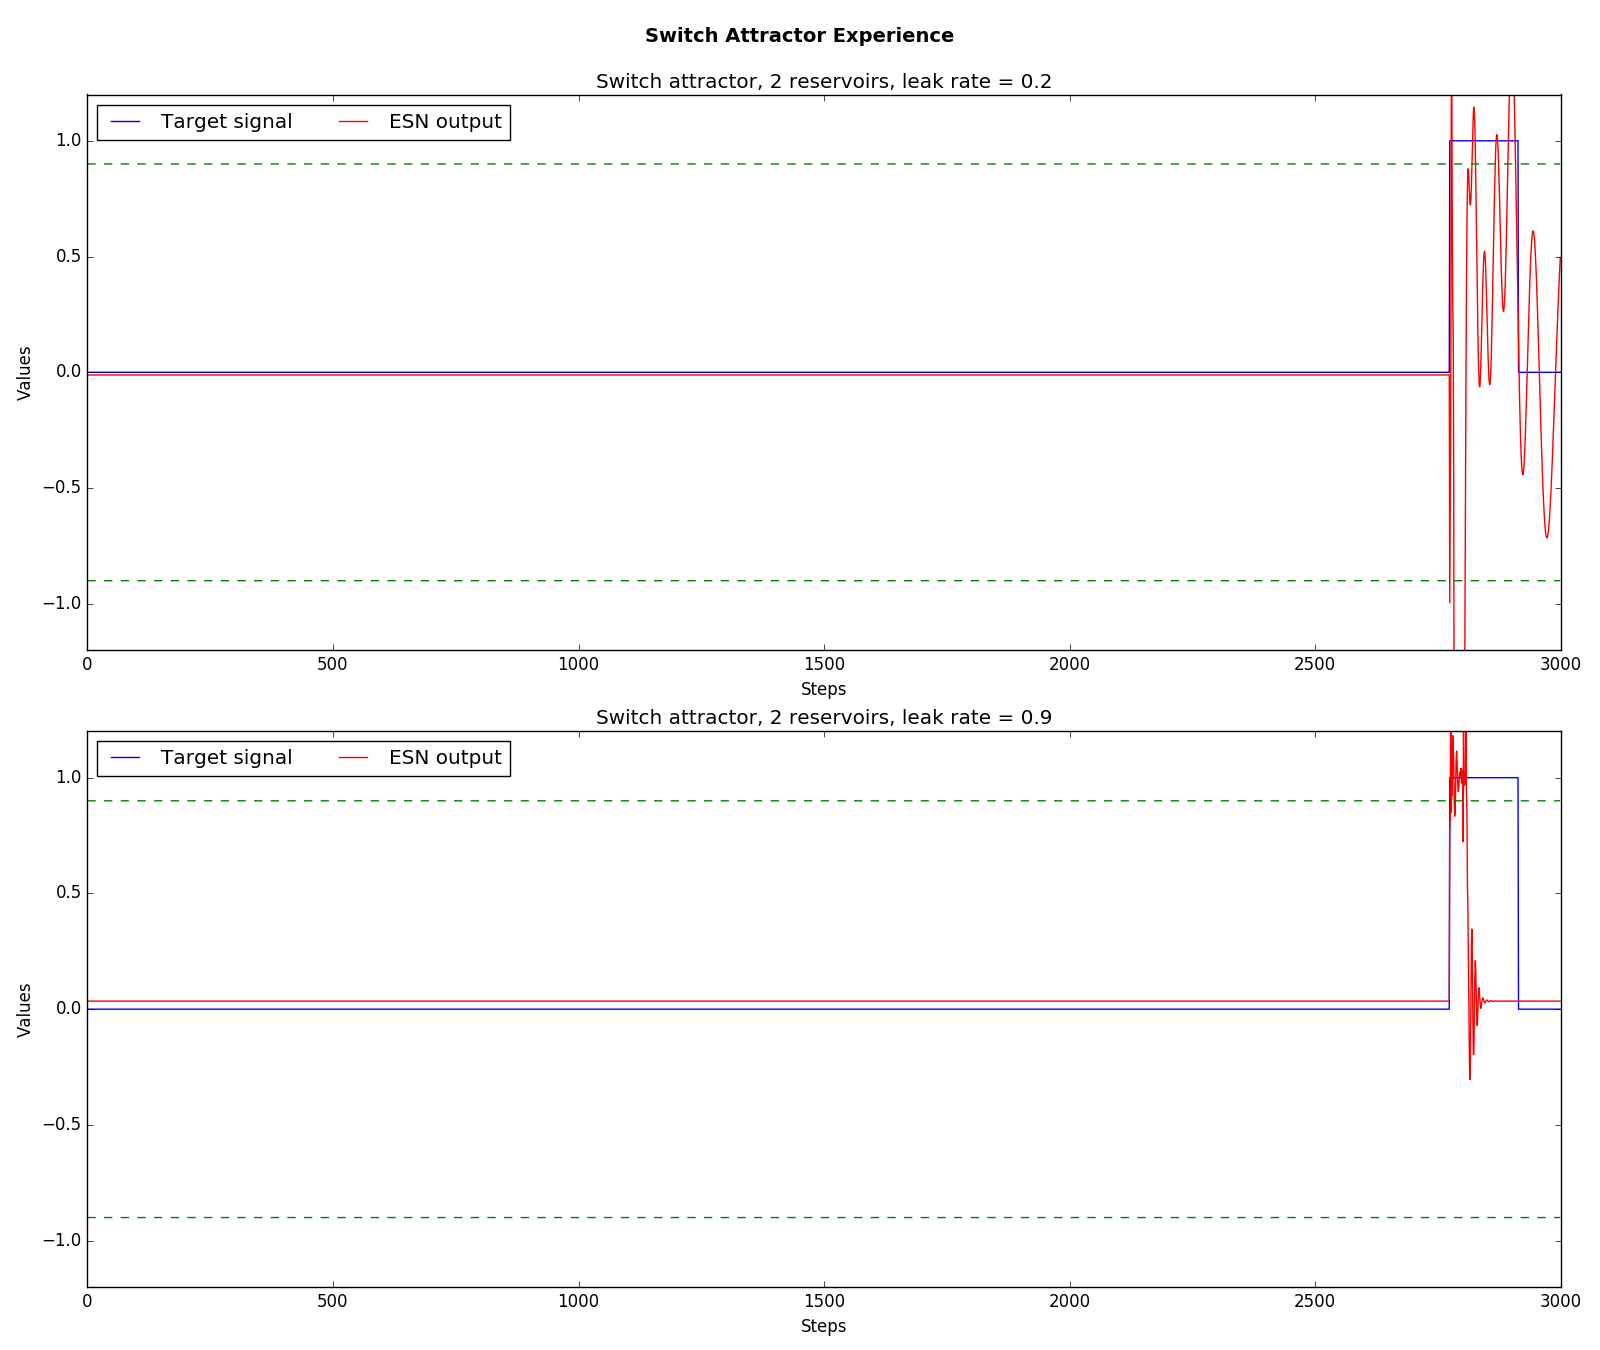 Switch Attractor Experience
Switch attractor, 2 reservoirs, leak rate = 0.2
Target signal ESN output
1.0
0.5
0.0
−0.5
−1.0
Values
0 500 1000 1500 2000 2500 3000
Steps
Switch attractor, 2 reservoirs, leak rate = 0.9
Target signal ESN output
1.0
0.5
0.0
−0.5
−1.0
Values
0 500 1000 1500 2000 2500 3000
Steps